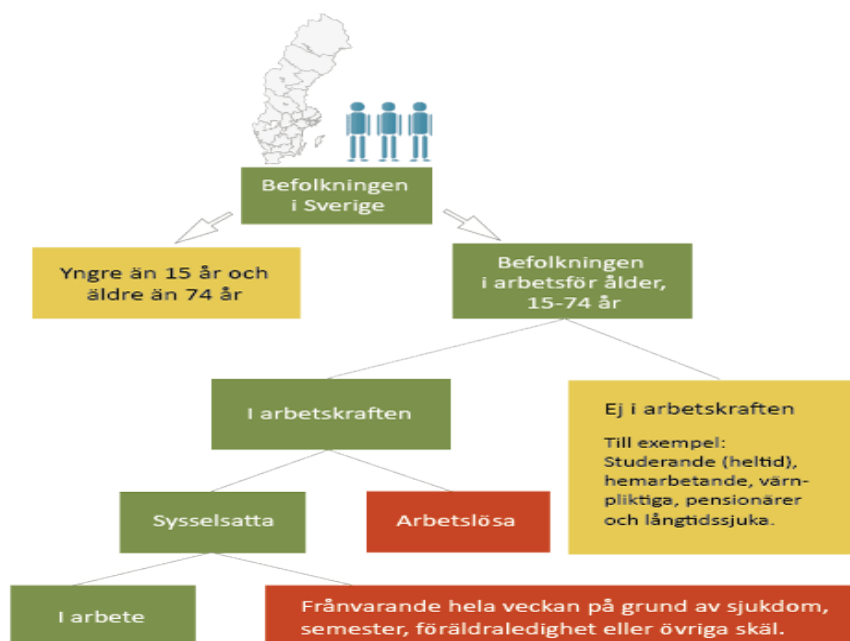 Befolkningen
i Sverige
Yngre än 15 år och
äldre än 74 år
Befolkningen
i arbetsför ålder,
15-74 år
I arbetskraften
Ej i arbetskraften
Till exempel:
Studerande (heltid),
hemarbetande, värn-
pliktiga, pensionärer
och långtidssjuka.
Sysselsatta
Arbetslösa
I arbete
Frånvarande hela veckan på grund av sjukdom,
semester, föräldraledighet eller övriga skäl.